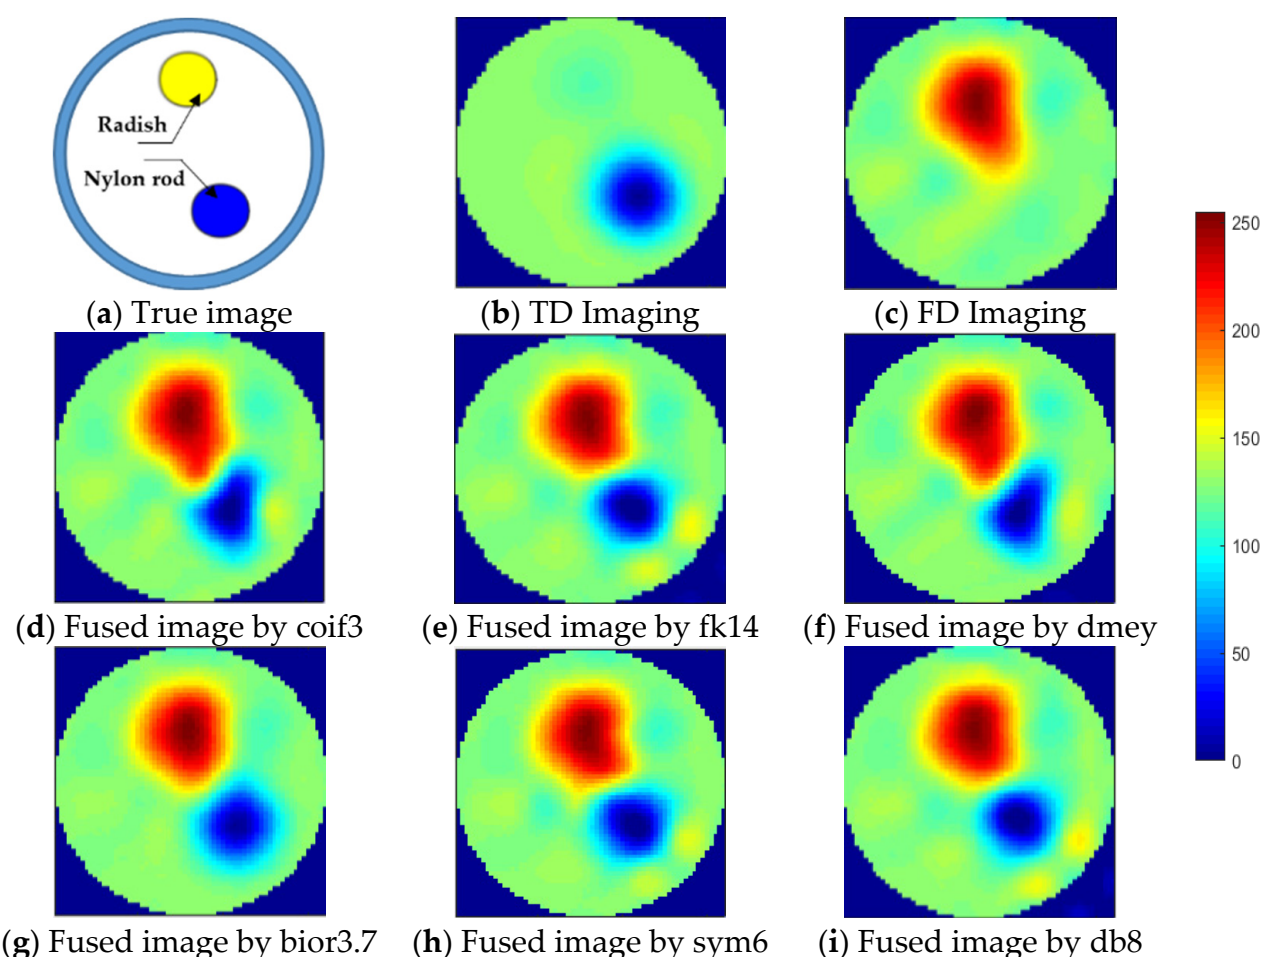 Radish
Nylon rod
(a) True image
(b) TD Imaging
(c) FD Imaging
250
200
150
100
50
0
(d) Fused image by coif3
(e) Fused image by fk14
(f) Fused image by dmey
(g) Fused image by bior3.7
(h) Fused image by sym6
(i) Fused image by db8